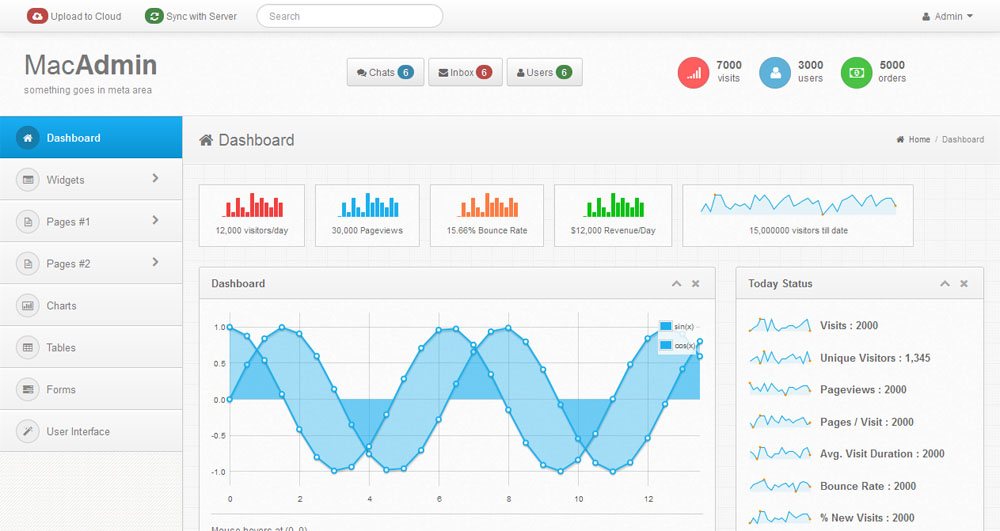 Upload to Cloud Sync with Server Search Admin
MacAdmin
something goes in meta area
Chats 6 Inbox 6 Users 6
7000 visits
3000 users
5000 orders
Dashboard
Widgets
Pages #1
Pages #2
Charts
Tables
Forms
User Interface
Dashboard
Home / Dashboard
12,000 visitors/day
30,000 Pageviews
15.66% Bounce Rate
$12,000 Revenue/Day
15,000000 visitors till date
Dashboard
sin(x)
cos(x)
1.0
0.5
0.0
-0.5
-1.0
0 2 4 6 8 10 12
Mouse hovers at (0, 0)
Today Status
Visits : 2000
Unique Visitors : 1,345
Pageviews : 2000
Pages / Visit : 2000
Avg. Visit Duration : 2000
Bounce Rate : 2000
% New Visits : 2000